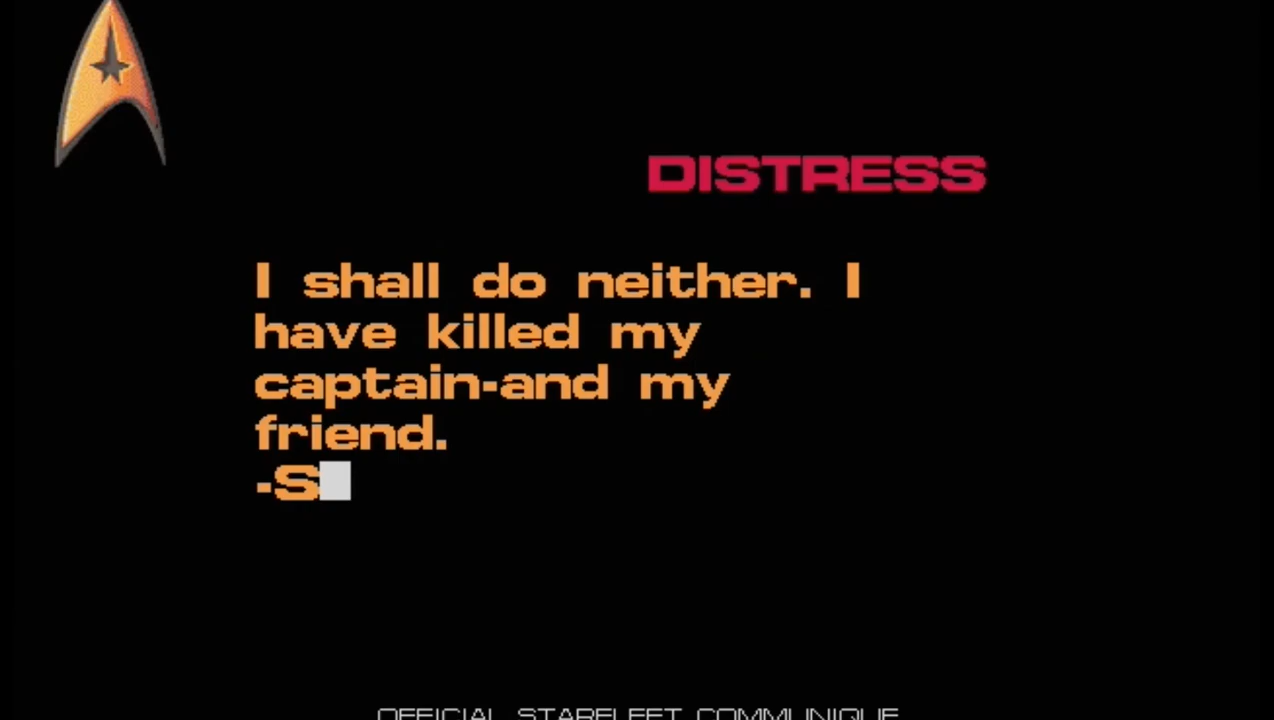 DISTRESS
I shall do neither. I
have killed my
captain-and my
friend.
-S
OFFICIAL STARFLEET COMMUNIQUE